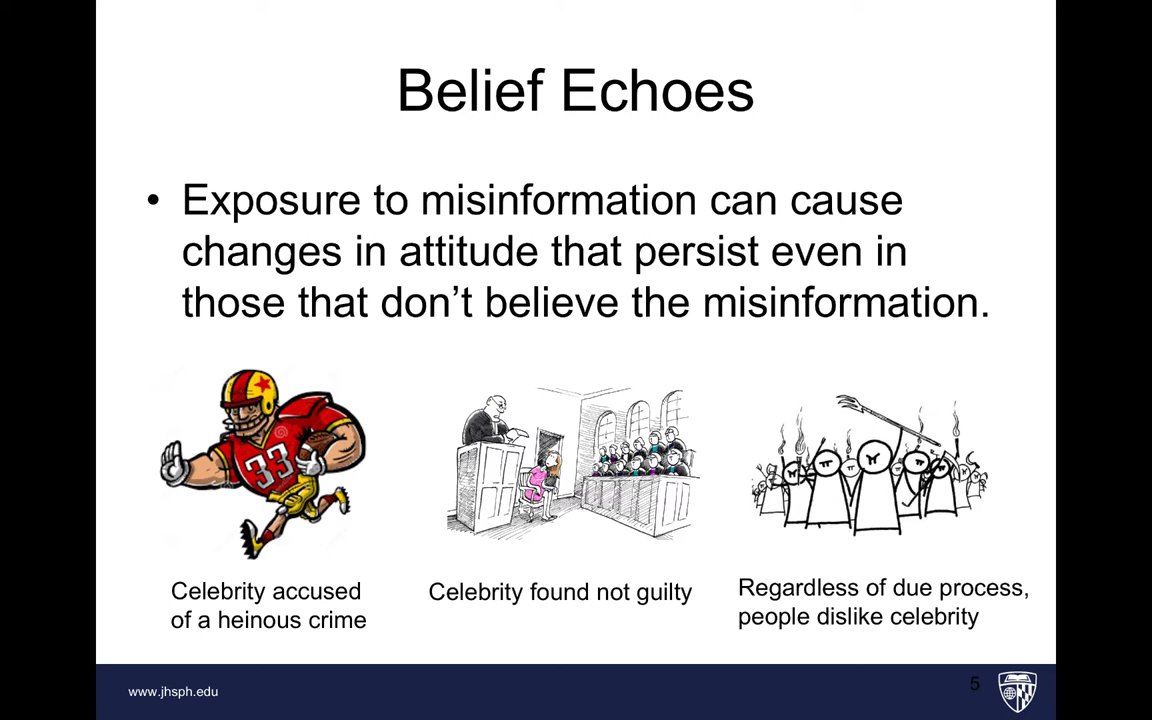 Belief Echoes
• Exposure to misinformation can cause
changes in attitude that persist even in
those that don’t believe the misinformation.
33
Celebrity accused
of a heinous crime
Celebrity found not guilty
Regardless of due process,
people dislike celebrity
www.jhsph.edu
5